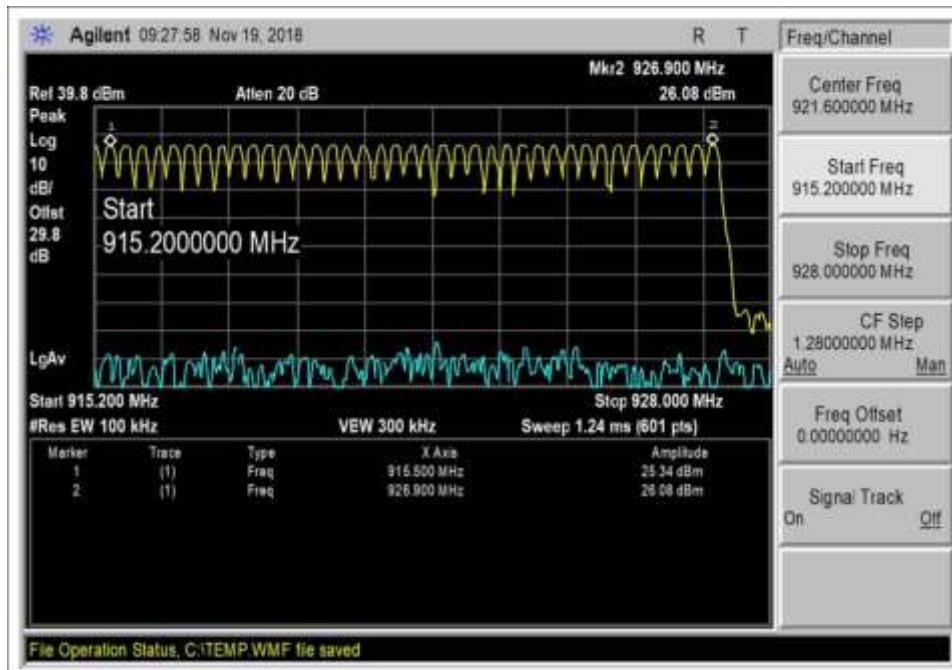 Agilent 09:27:58 Nov 19, 2018 R T
Freq/Channel
Mkr2 926.900 MHz
Ref 39.8 dBm Atten 20 dB 26.08 dBm
Peak
Log
10
dB/
Offst
29.8
dB
1
2
Start
915.2000000 MHz
LgAv
Start 915.200 MHz Stop 928.000 MHz
#Res BW 100 kHz VBW 300 kHz Sweep 1.24 ms (601 pts)
Marker Trace Type X Axis Amplitude
1 (1) Freq 915.500 MHz 25.34 dBm
2 (1) Freq 926.900 MHz 26.08 dBm
Center Freq
921.600000 MHz
Start Freq
915.200000 MHz
Stop Freq
928.000000 MHz
CF Step
1.28000000 MHz
Auto Man
Freq Offset
0.00000000 Hz
Signal Track
On Off
File Operation Status, C:\TEMP.WMF file saved